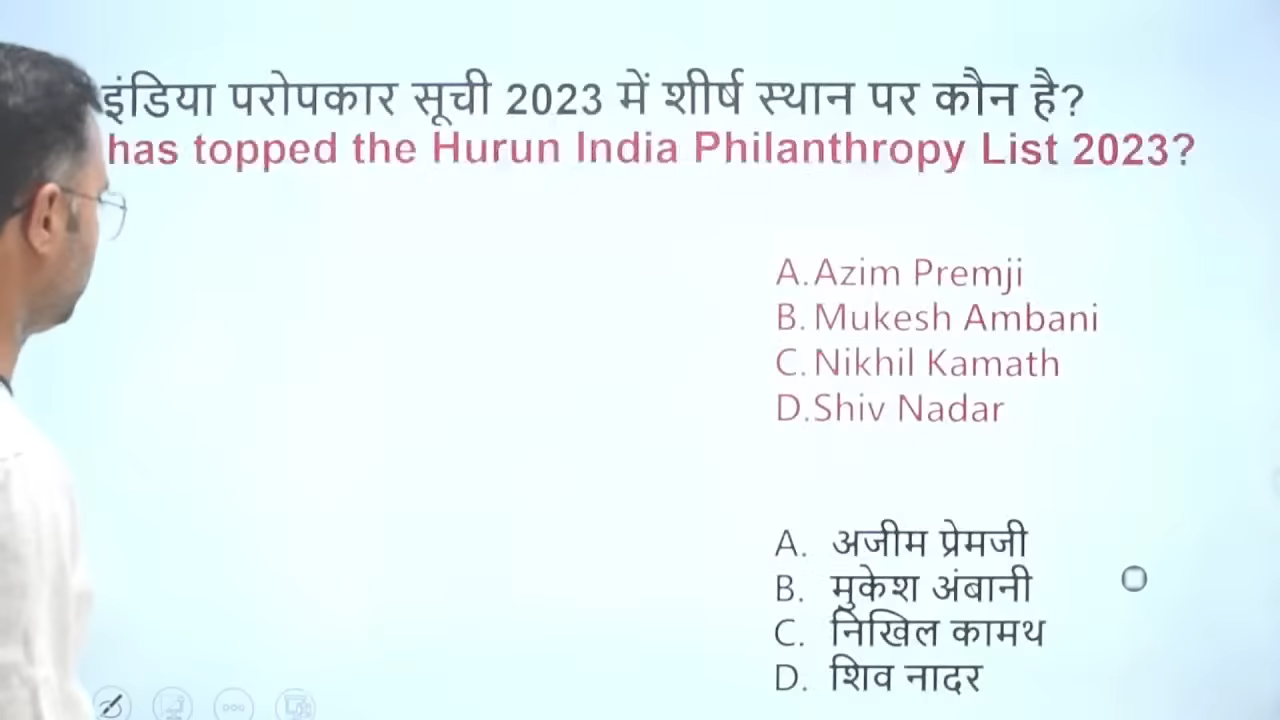 इंडिया परोपकार सूची 2023 में शीर्ष स्थान पर कौन है?
has topped the Hurun India Philanthropy List 2023?
A.Azim Premji
B.Mukesh Ambani
C.Nikhil Kamath
D.Shiv Nadar
A. अजीम प्रेमजी
B. मुकेश अंबानी
C. निखिल कामथ
D. शिव नादर